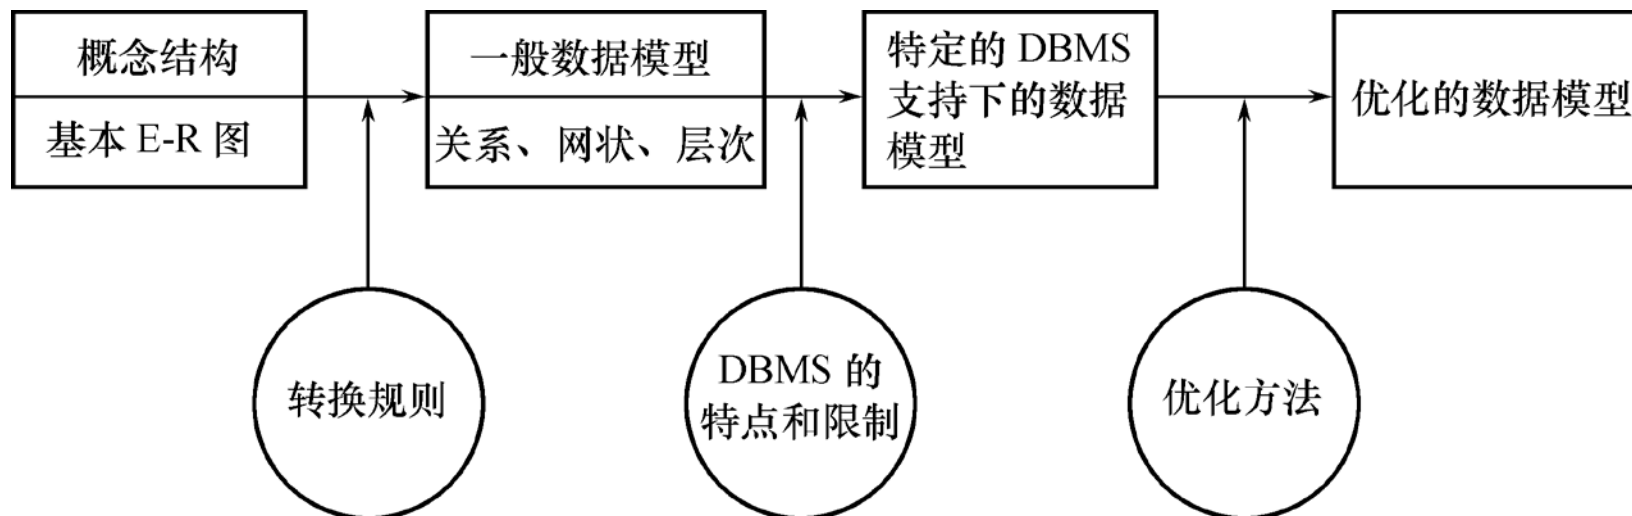 概念结构
基本 E-R 图
一般数据模型
关系、网状、层次
特定的 DBMS
支持下的数据
模型
优化的数据模型
转换规则
DBMS 的
特点和限制
优化方法